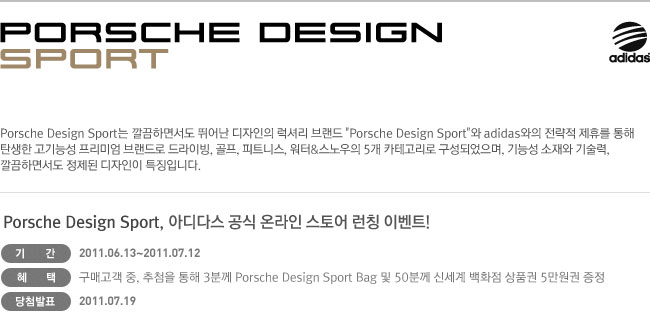 PORSCHE DESIGN
SPORT
adidas
Porsche Design Sport는 깔끔하면서도 뛰어난 디자인의 럭셔리 브랜드 "Porsche Design Sport"와 adidas와의 전략적 제휴를 통해
탄생한 고기능성 프리미엄 브랜드로 드라이빙, 골프, 피트니스, 워터&스노우의 5개 카테고리로 구성되었으며, 기능성 소재와 기술력,
깔끔하면서도 정제된 디자인이 특징입니다.
Porsche Design Sport, 아디다스 공식 온라인 스토어 런칭 이벤트!
기 간 2011.06.13~2011.07.12
혜 택 구매고객 중, 추첨을 통해 3분께 Porsche Design Sport Bag 및 50분께 신세계 백화점 상품권 5만원권 증정
당첨발표 2011.07.19